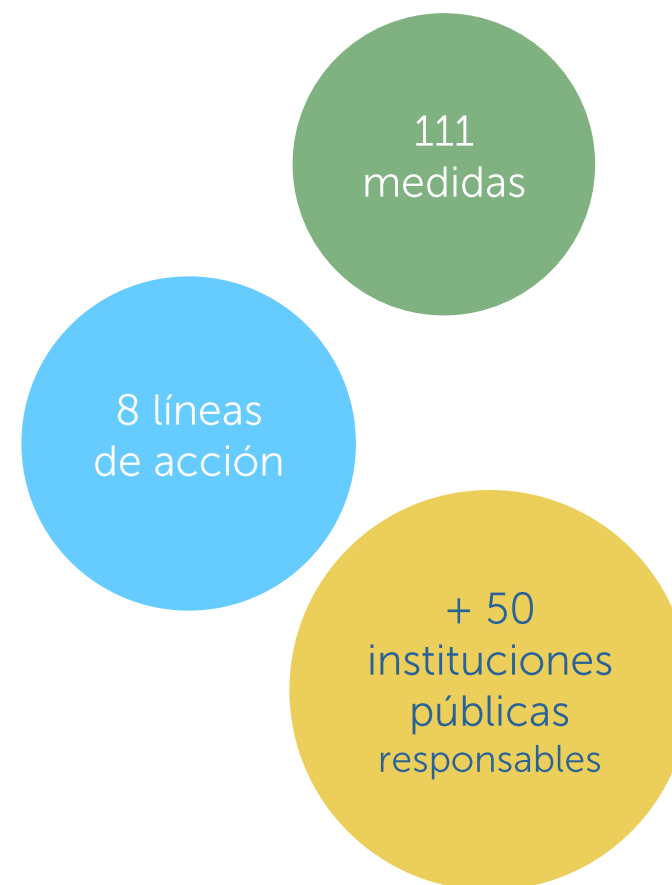 111
medidas
8 líneas
de acción
+ 50
instituciones
públicas
responsables